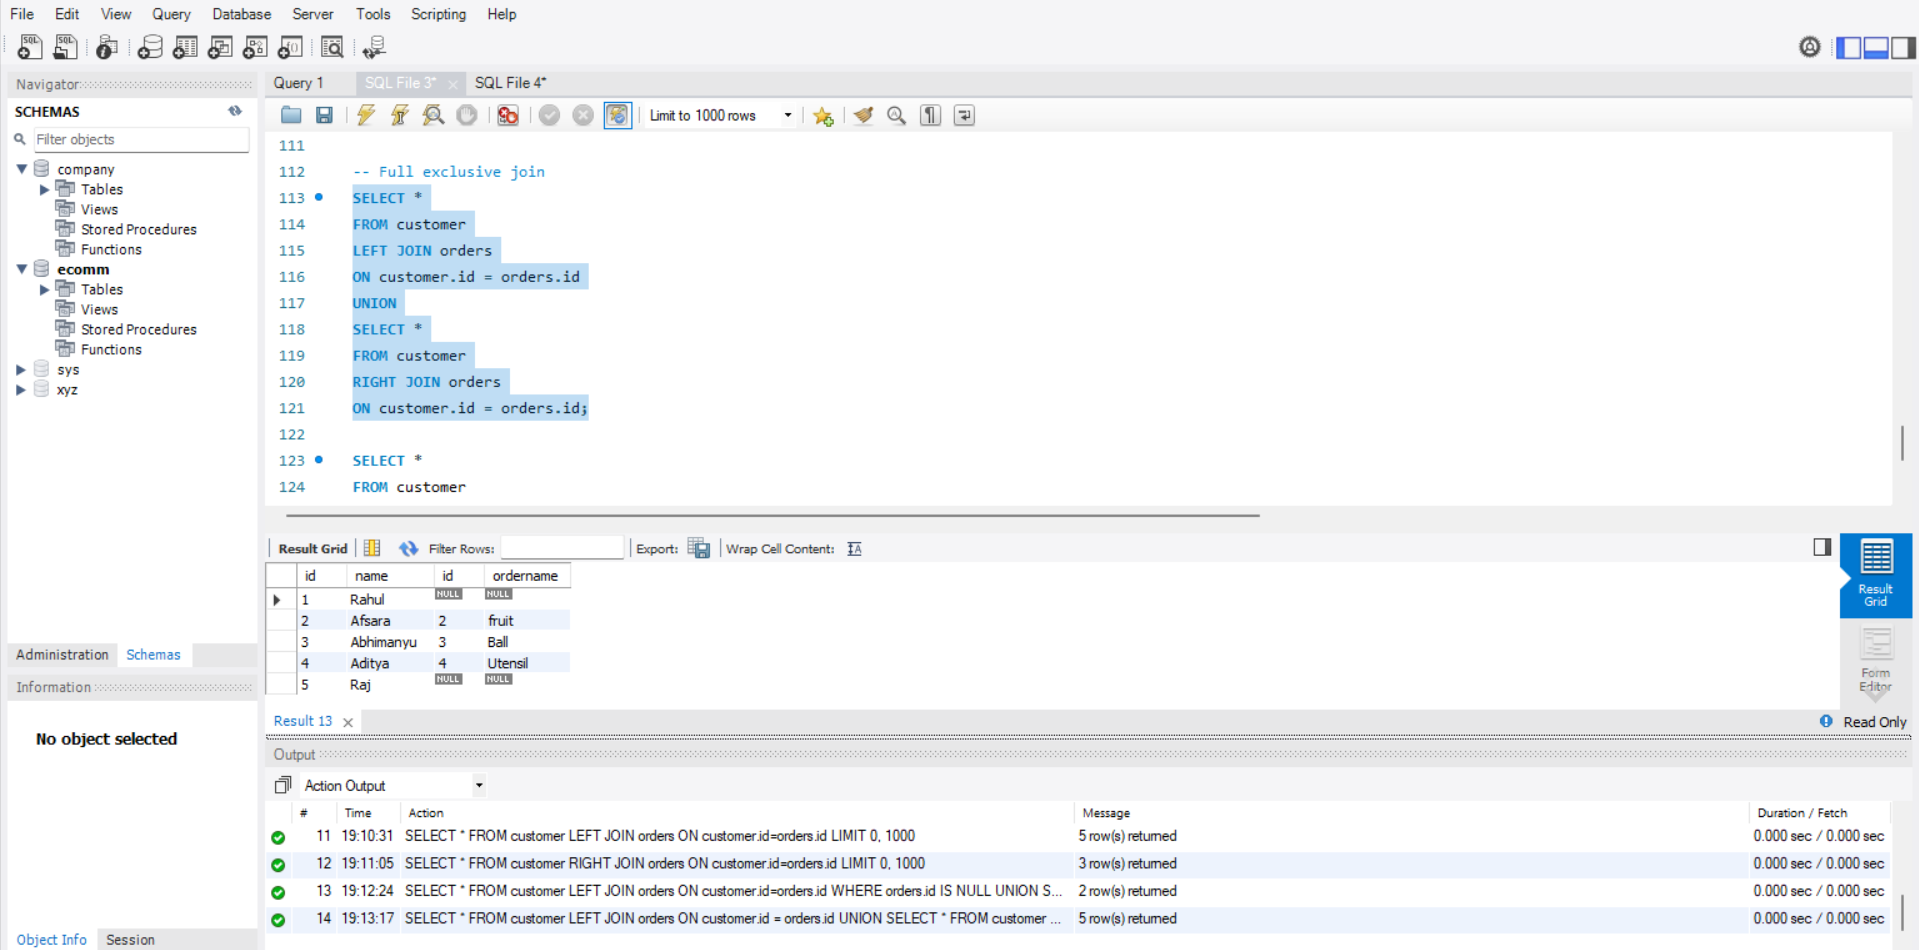 File Edit View Query Database Server Tools Scripting Help
Navigator
SCHEMAS
Filter objects
company
Tables
Views
Stored Procedures
Functions
ecomm
Tables
Views
Stored Procedures
Functions
sys
xyz
Administration Schemas
Information
No object selected
Object Info Session
Query 1 SQL File 3* SQL File 4*
Limit to 1000 rows
111
112 -- Full exclusive join
113 SELECT *
114 FROM customer
115 LEFT JOIN orders
116 ON customer.id = orders.id
117 UNION
118 SELECT *
119 FROM customer
120 RIGHT JOIN orders
121 ON customer.id = orders.id;
122
123 SELECT *
124 FROM customer
Result Grid Filter Rows: Export: Wrap Cell Content:
id name id ordername
1 Rahul NULL NULL
2 Afsara 2 fruit
3 Abhimanyu 3 Ball
4 Aditya 4 Utensil
5 Raj NULL NULL
Result Grid
Form Editor
Result 13 Read Only
Output
Action Output
# Time Action Message Duration / Fetch
11 19:10:31 SELECT * FROM customer LEFT JOIN orders ON customer.id=orders.id LIMIT 0, 1000 5 row(s) returned 0.000 sec / 0.000 sec
12 19:11:05 SELECT * FROM customer RIGHT JOIN orders ON customer.id=orders.id LIMIT 0, 1000 3 row(s) returned 0.000 sec / 0.000 sec
13 19:12:24 SELECT * FROM customer LEFT JOIN orders ON customer.id=orders.id WHERE orders.id IS NULL UNION S... 2 row(s) returned 0.000 sec / 0.000 sec
14 19:13:17 SELECT * FROM customer LEFT JOIN orders ON customer.id = orders.id UNION SELECT * FROM customer ... 5 row(s) returned 0.000 sec / 0.000 sec